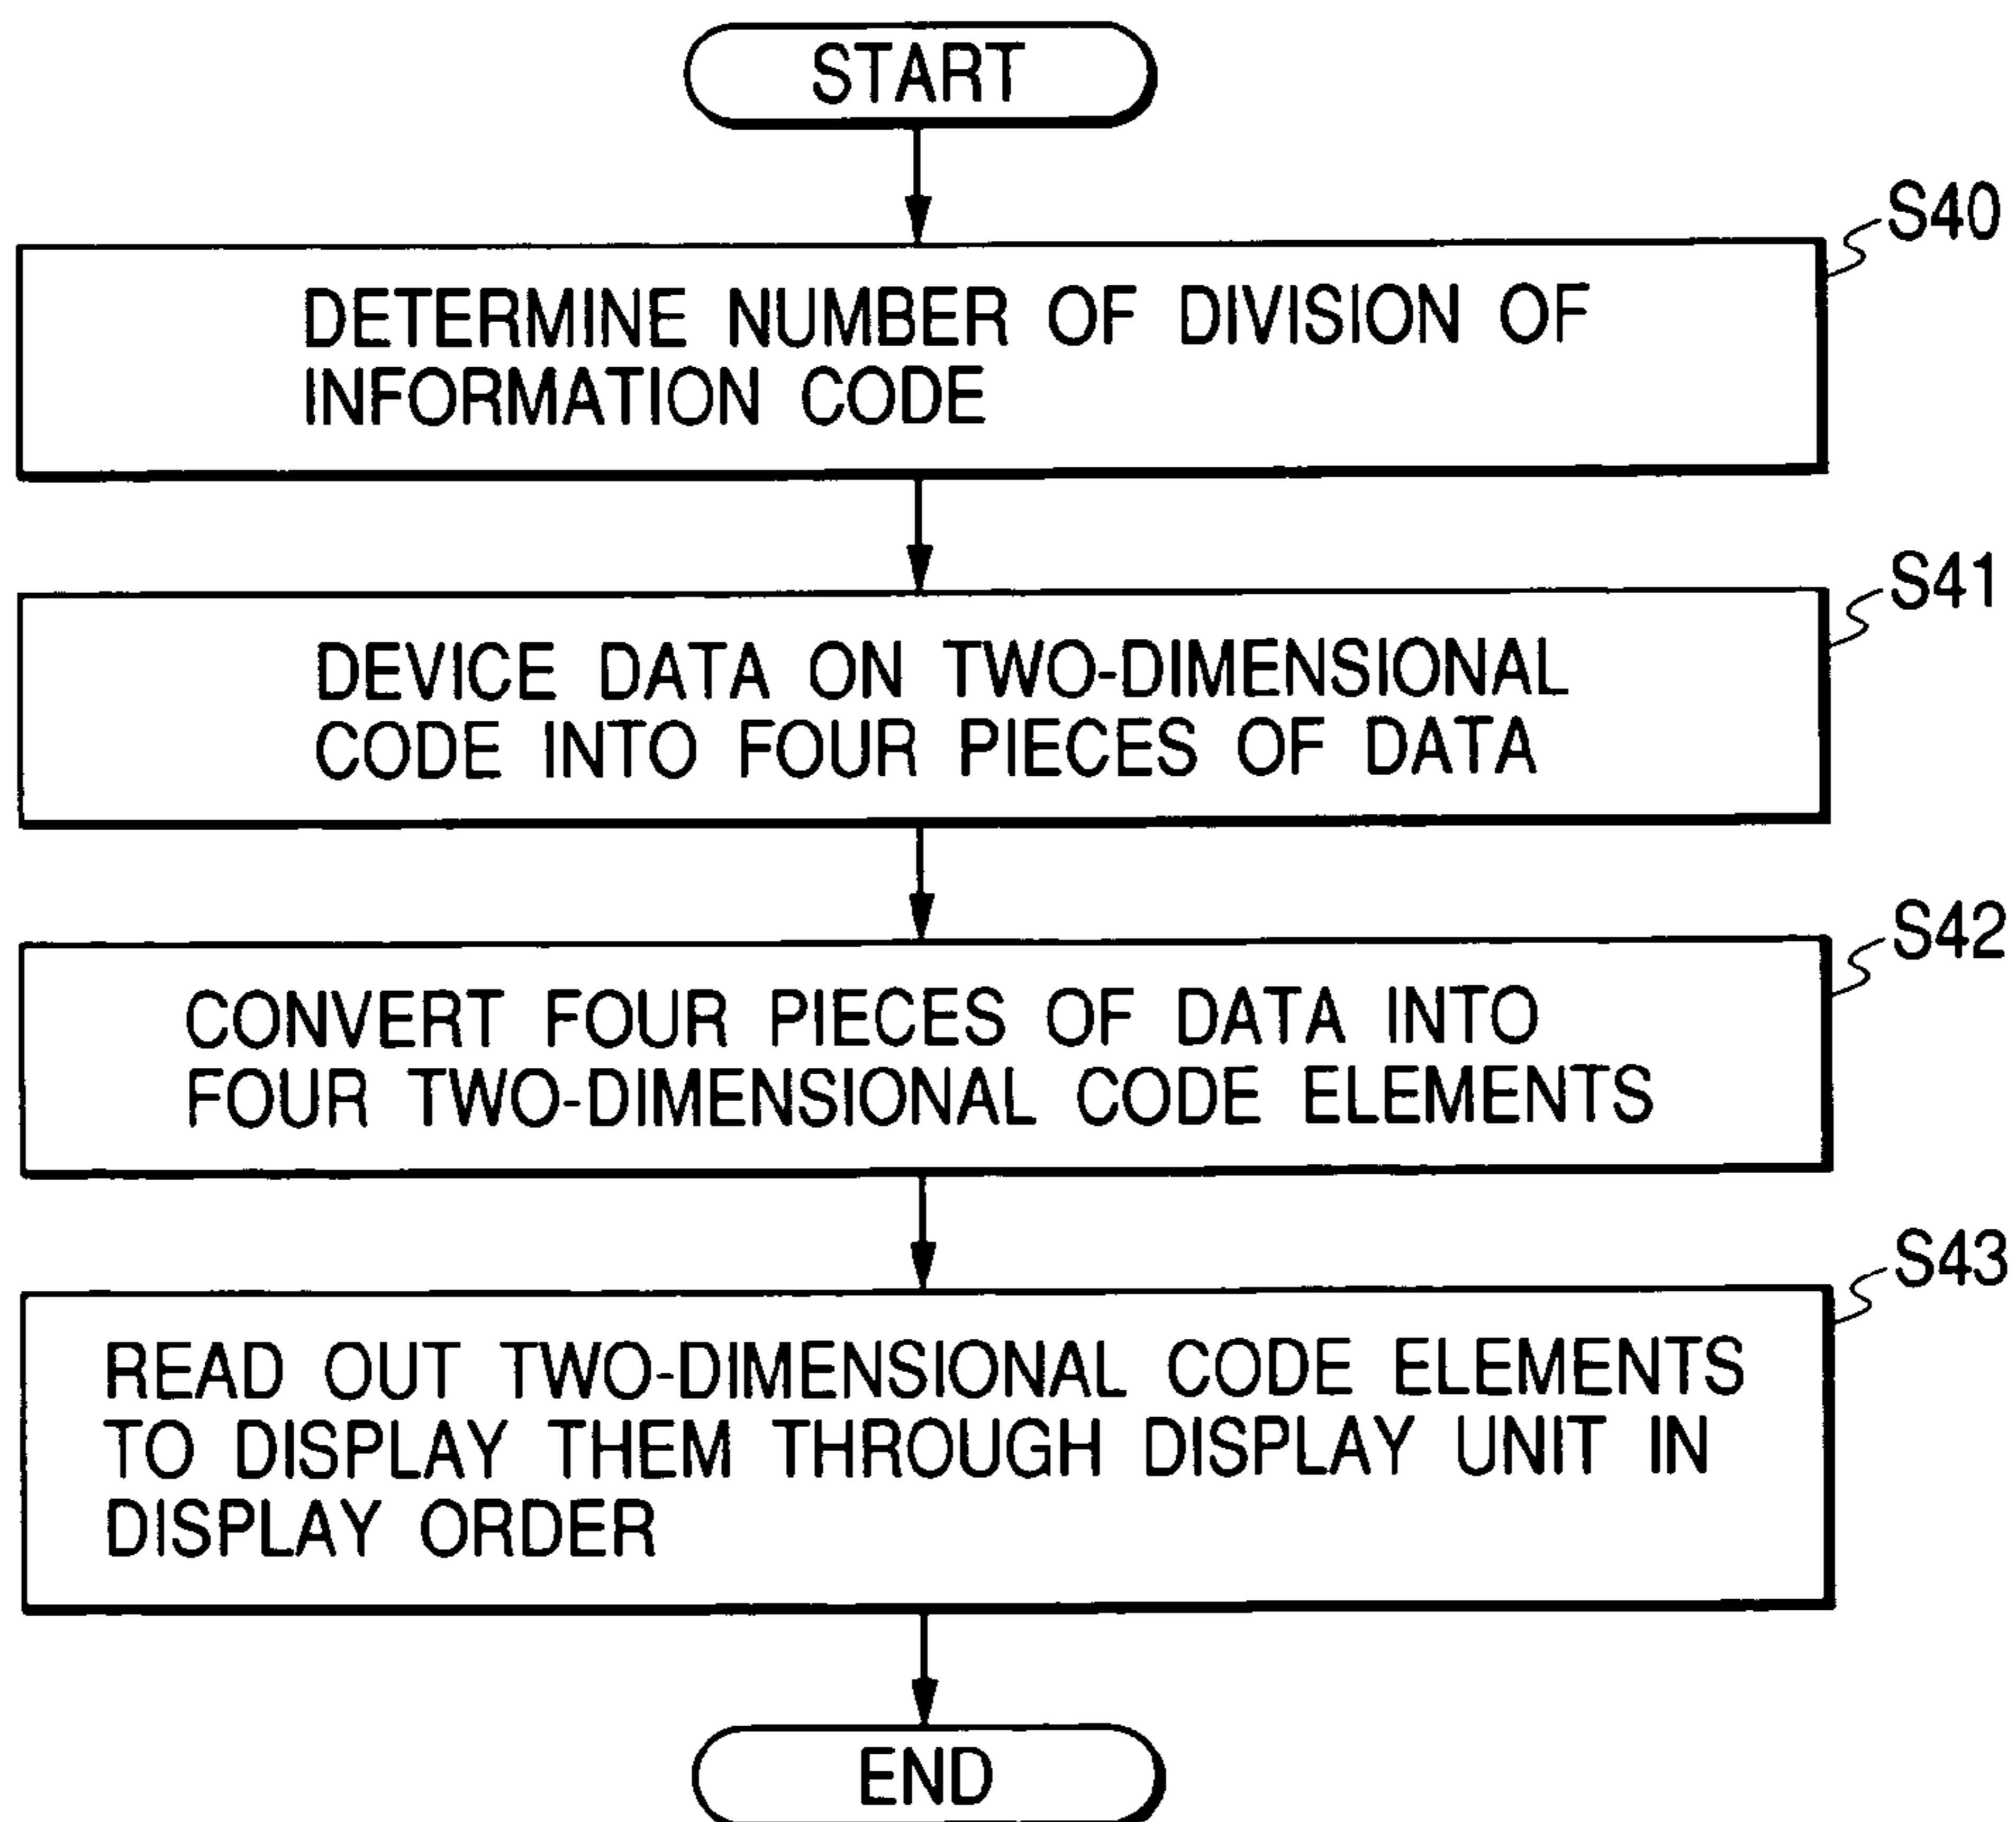 START
S40
DETERMINE NUMBER OF DIVISION OF
INFORMATION CODE
S41
DEVICE DATA ON TWO-DIMENSIONAL
CODE INTO FOUR PIECES OF DATA
S42
CONVERT FOUR PIECES OF DATA INTO
FOUR TWO-DIMENSIONAL CODE ELEMENTS
S43
READ OUT TWO-DIMENSIONAL CODE ELEMENTS
TO DISPLAY THEM THROUGH DISPLAY UNIT IN
DISPLAY ORDER
END